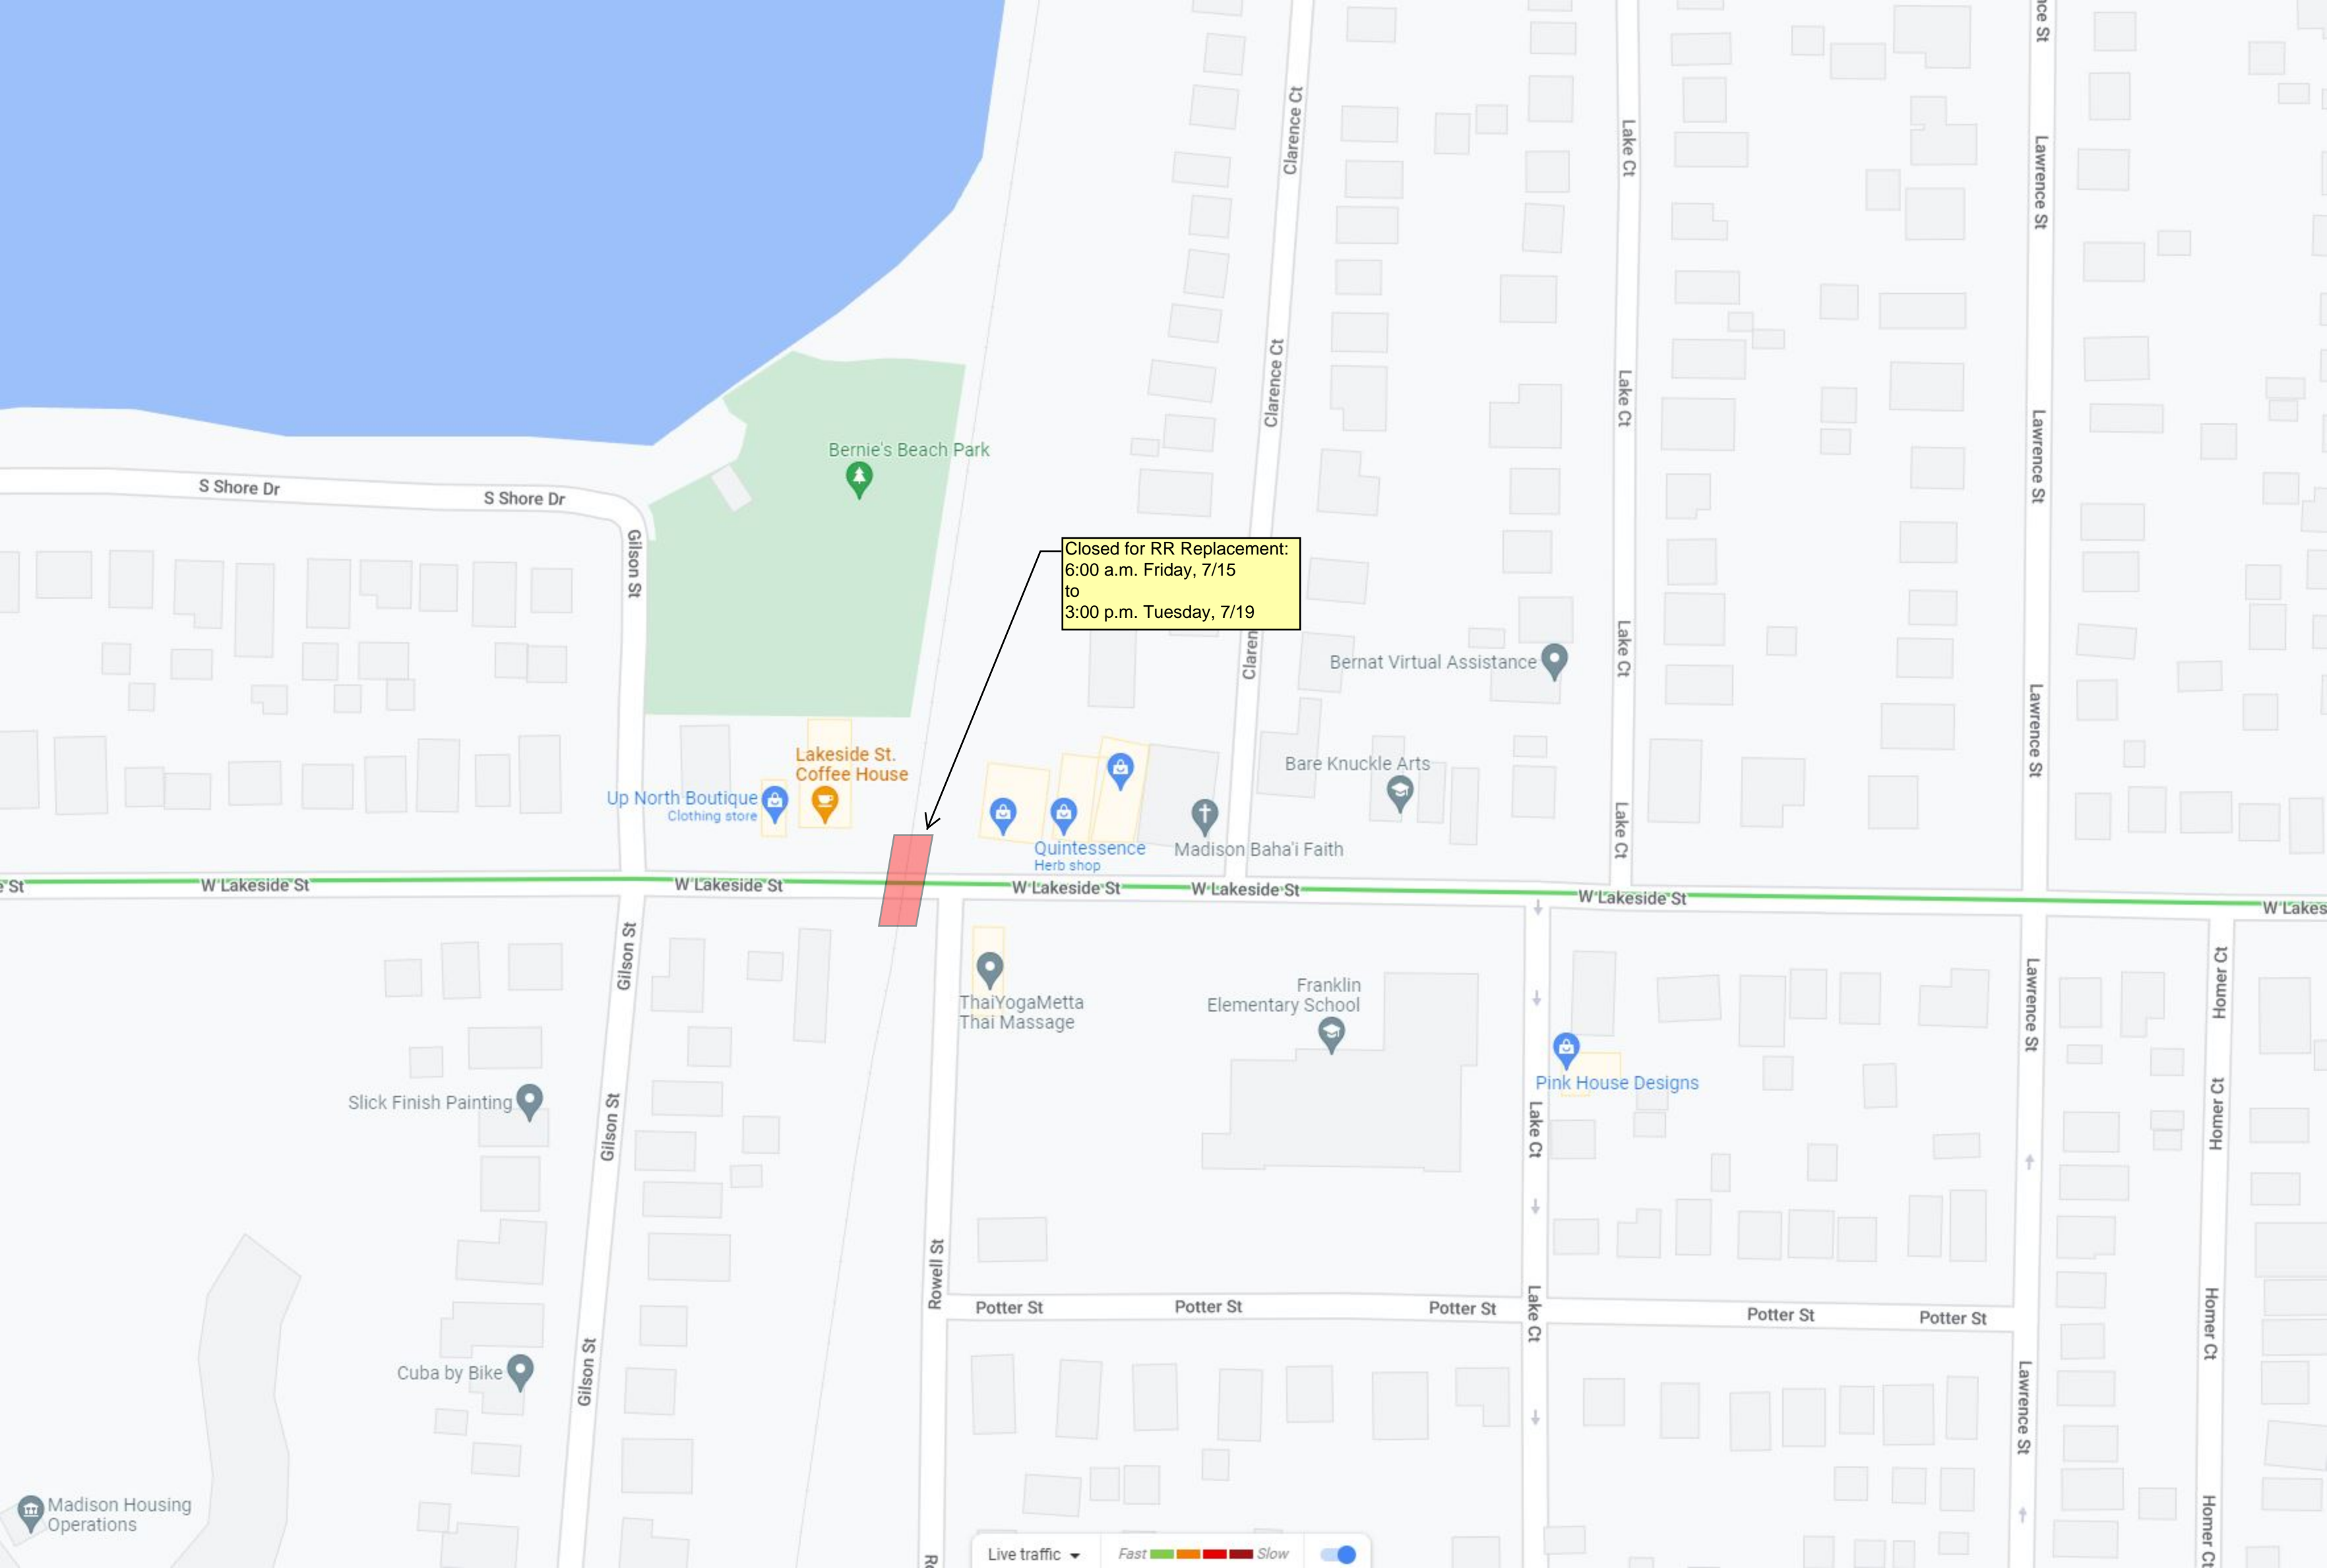 nce St
Clarence Ct
Lake Ct
Lawrence St
Clarence Ct
Lake Ct
Lawrence St
Bernie's Beach Park
S Shore Dr
S Shore Dr
Gilson St
Closed for RR Replacement:
6:00 a.m. Friday, 7/15
to
3:00 p.m. Tuesday, 7/19
Claren
Lake Ct
Bernat Virtual Assistance
Lawrence St
Lakeside St.
Coffee House
Bare Knuckle Arts
Up North Boutique
Clothing store
Lake Ct
Quintessence
Herb shop
Madison Baha'i Faith
e St
W Lakeside St
W Lakeside St
W Lakeside St
W Lakeside St
W Lakeside St
W Lakes
Gilson St
ThaiYogaMetta
Thai Massage
Franklin
Elementary School
Lawrence St
Homer Ct
Pink House Designs
Slick Finish Painting
Gilson St
Lake Ct
Homer Ct
Rowell St
Potter St
Potter St
Potter St
Lake Ct
Potter St
Potter St
Homer Ct
Cuba by Bike
Gilson St
Lawrence St
Madison Housing
Operations
Homer Ct
Ro
Live traffic
Fast
Slow